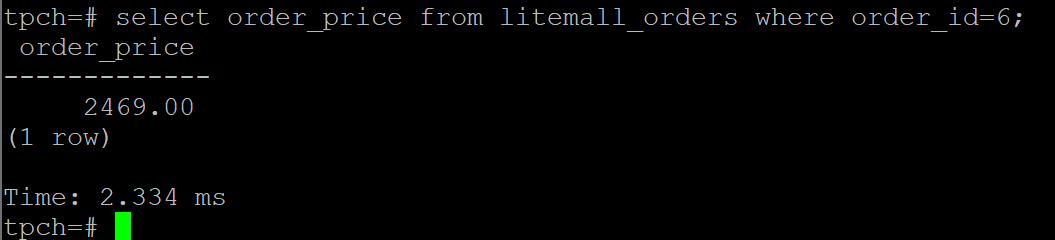 tpch=# select order_price from litemall_orders where order_id=6;
order_price
-------------
2469.00
(1 row)
Time: 2.334 ms
tpch=#